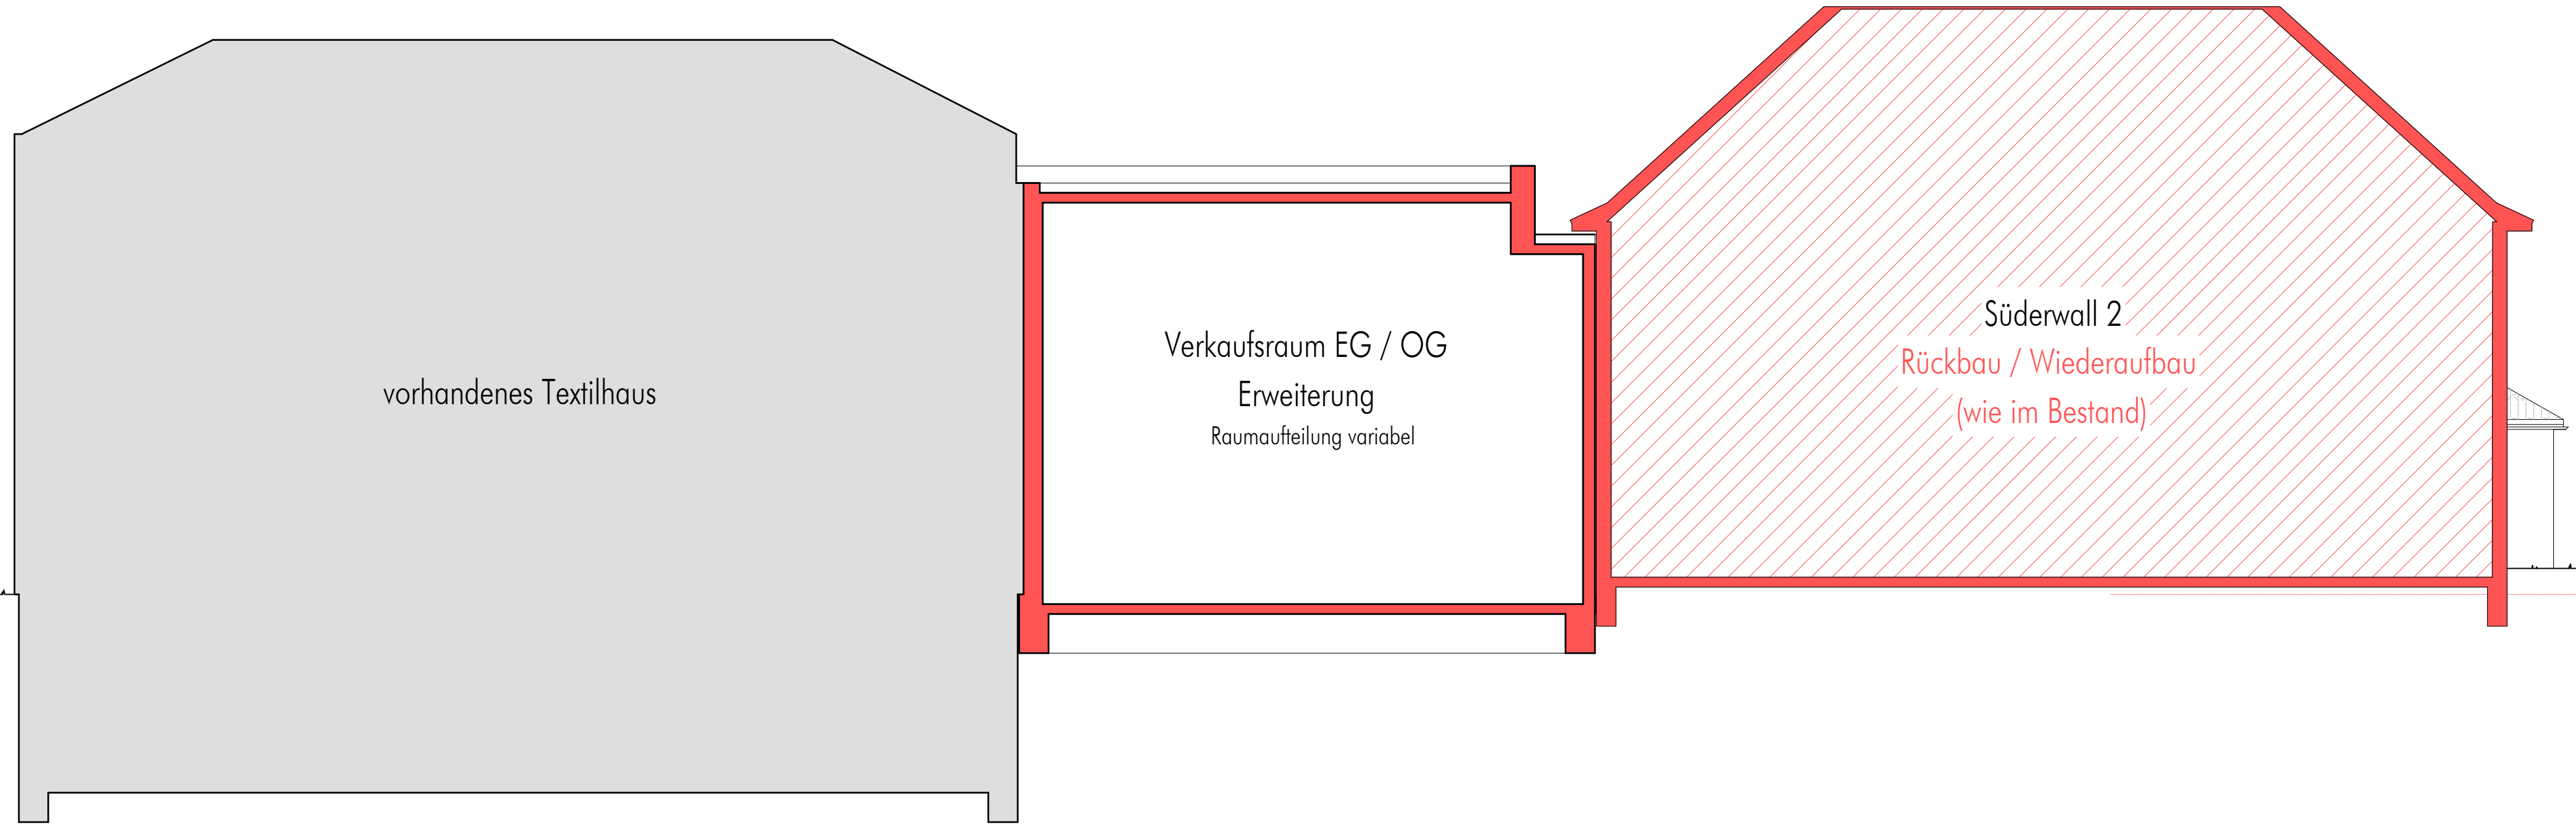 vorhandenes Textilhaus
Verkaufsraum EG / OG
Erweiterung
Raumaufteilung variabel
Süderwall 2
Rückbau / Wiederaufbau
(wie im Bestand)